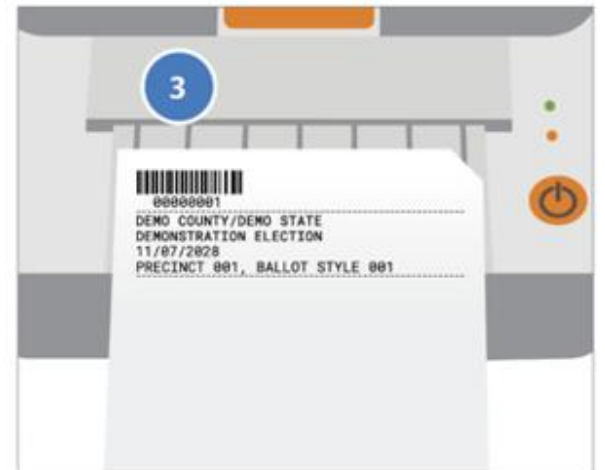 3
00000001
DEMO COUNTY/DEMO STATE
DEMONSTRATION ELECTION
11/07/2028
PRECINCT 001, BALLOT STYLE 001